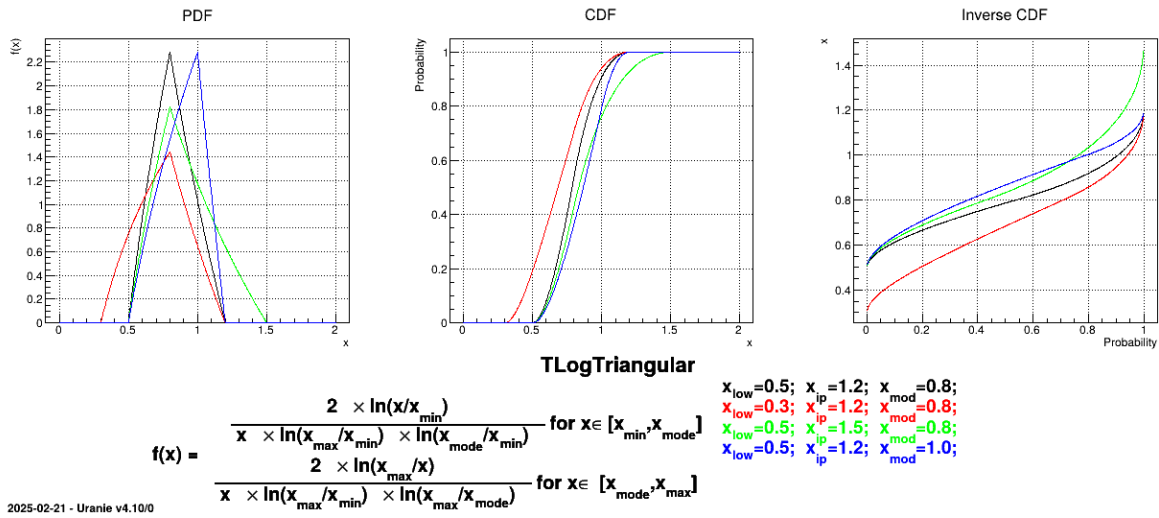 PDF
CDF
Inverse CDF
f(x)
2.2
2
1.8
1.6
1.4
1.2
1
0.8
0.6
0.4
0.2
0
0 0.5 1 1.5 2
x
Probability
1
0.8
0.6
0.4
0.2
0
0 0.5 1 1.5 2
x
x
1.4
1.2
1
0.8
0.6
0.4
0 0.2 0.4 0.6 0.8 1
Probability
TLogTriangular
x_low=0.5; x_ip=1.2; x_mod=0.8;
x_low=0.3; x_ip=1.2; x_mod=0.8;
x_low=0.5; x_ip=1.5; x_mod=0.8;
x_low=0.5; x_ip=1.2; x_mod=1.0;
f(x) =
2 ×ln(x/x_min)
x ×ln(x_max/x_min) ×ln(x_mode/x_min)
for x∈ [x_min,x_mode]
2 ×ln(x_max/x)
x ×ln(x_max/x_min) ×ln(x_max/x_mode)
for x∈ [x_mode,x_max]
2025-02-21 - Uranie v4.10/0